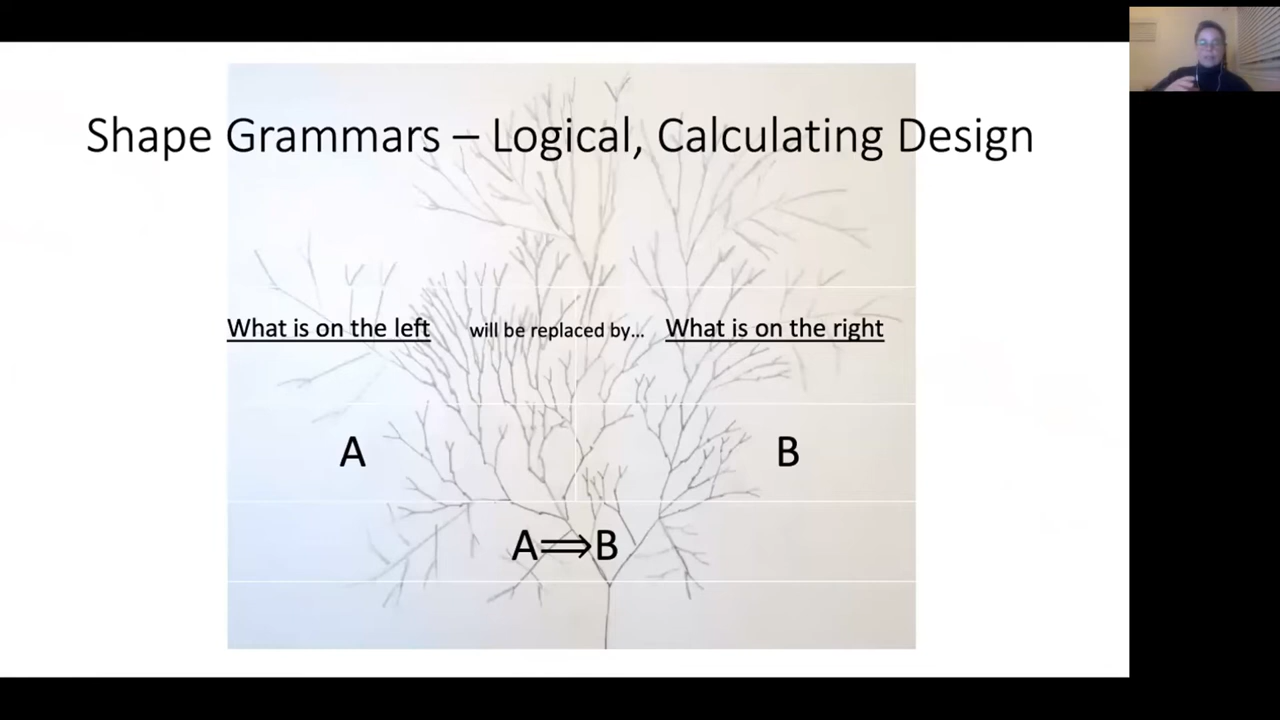 Shape Grammars – Logical, Calculating Design
What is on the left will be replaced by... What is on the right
A B
A⟹B